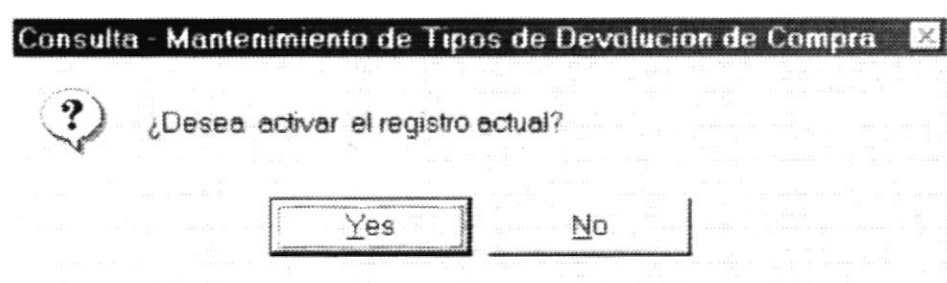 Consulta - Mantenimiento de Tipos de Devolucion de Compra
¿Desea activar el registro actual?
Yes No